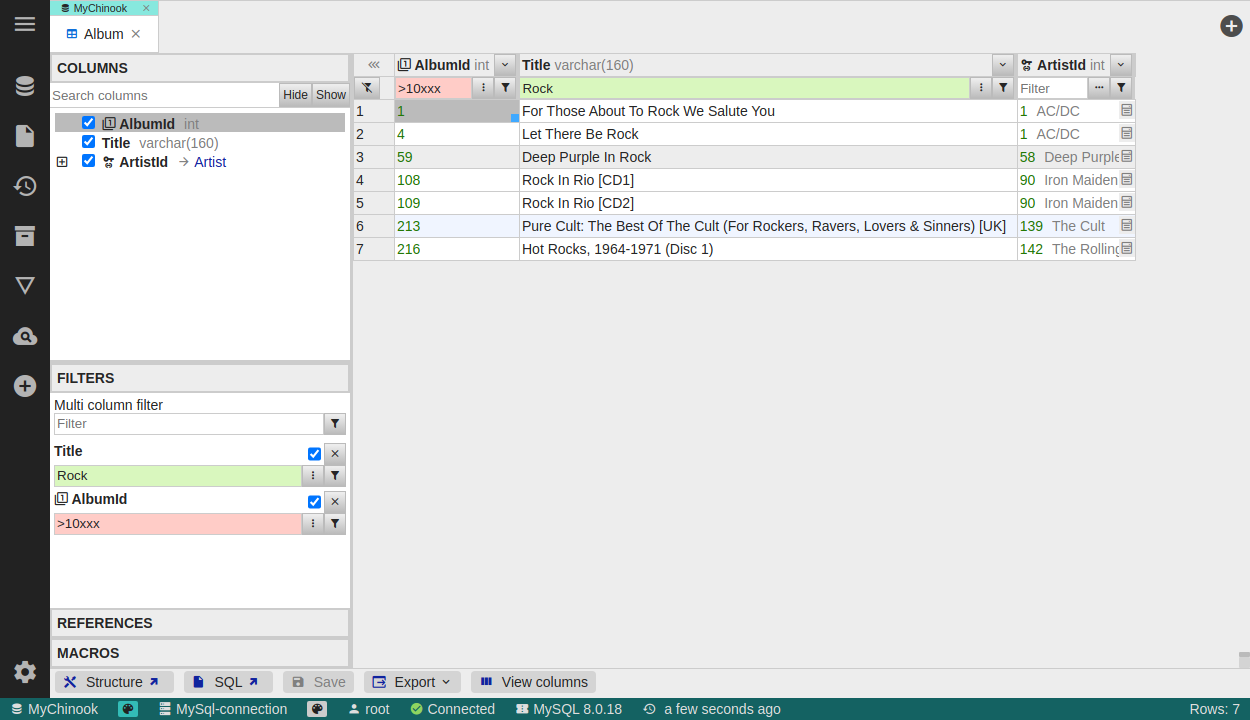 MyChinook ×
Album ×
COLUMNS
Search columns Hide Show
AlbumId int
Title varchar(160)
ArtistId → Artist
FILTERS
Multi column filter
Filter
Title
Rock
AlbumId
>10xxx
REFERENCES
MACROS
AlbumId int Title varchar(160) ArtistId int
>10xxx Rock Filter
1 1 For Those About To Rock We Salute You 1 AC/DC
2 4 Let There Be Rock 1 AC/DC
3 59 Deep Purple In Rock 58 Deep Purple
4 108 Rock In Rio [CD1] 90 Iron Maiden
5 109 Rock In Rio [CD2] 90 Iron Maiden
6 213 Pure Cult: The Best Of The Cult (For Rockers, Ravers, Lovers & Sinners) [UK] 139 The Cult
7 216 Hot Rocks, 1964-1971 (Disc 1) 142 The Rolling
Structure SQL Save Export View columns
MyChinook MySql-connection root Connected MySQL 8.0.18 a few seconds ago Rows: 7